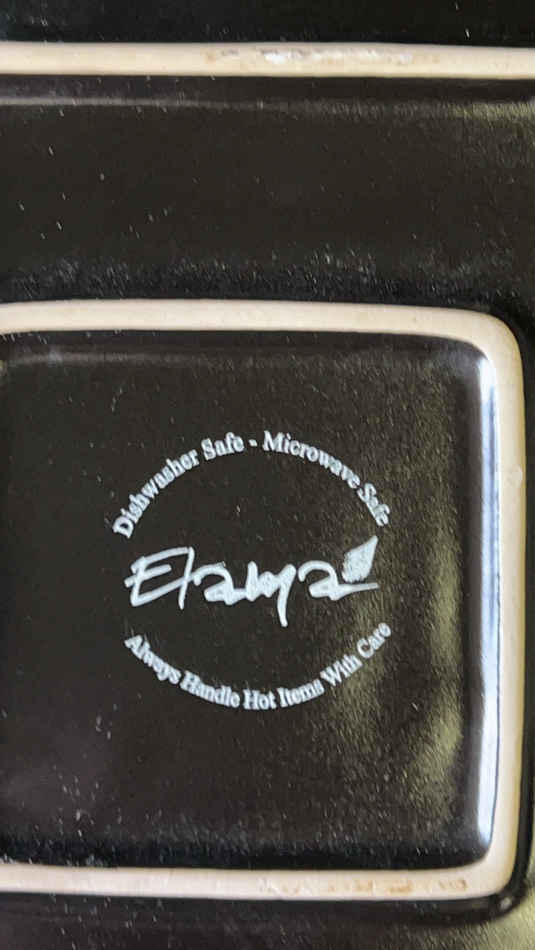 Dishwasher Safe - Microwave Safe
Elama
Always Handle Hot Items With Care